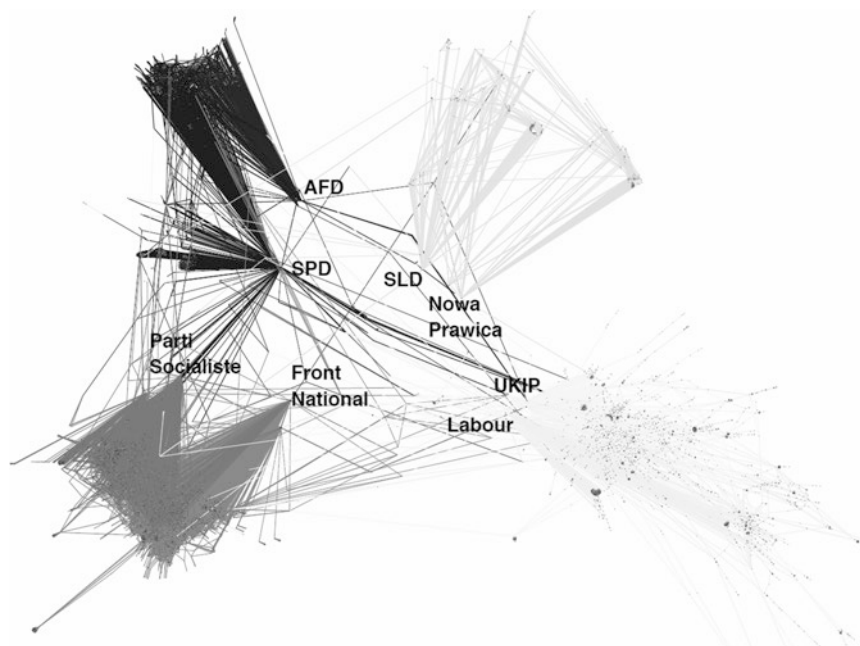 AFD
SPD
SLD
Nowa
Prawica
Parti
Socialiste
Front
National
UKIP
Labour